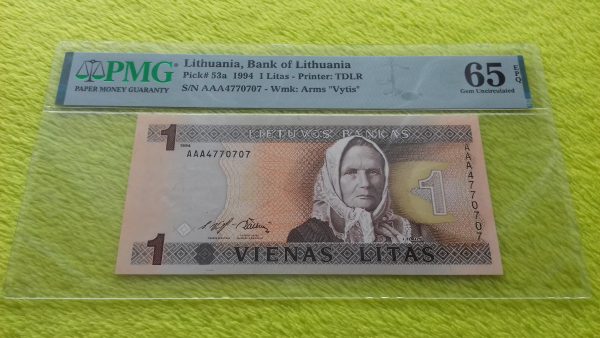 PMG
PAPER MONEY GUARANTY
Lithuania, Bank of Lithuania
Pick# 53a 1994 1 Litas - Printer: TDLR
S/N AAA4770707 - Wmk: Arms "Vytis"
65
EPQ
Gem Uncirculated
1
LIETUVOS BANKAS
1994
AAA4770707
1
AAA4770707
1
VIENAS LITAS